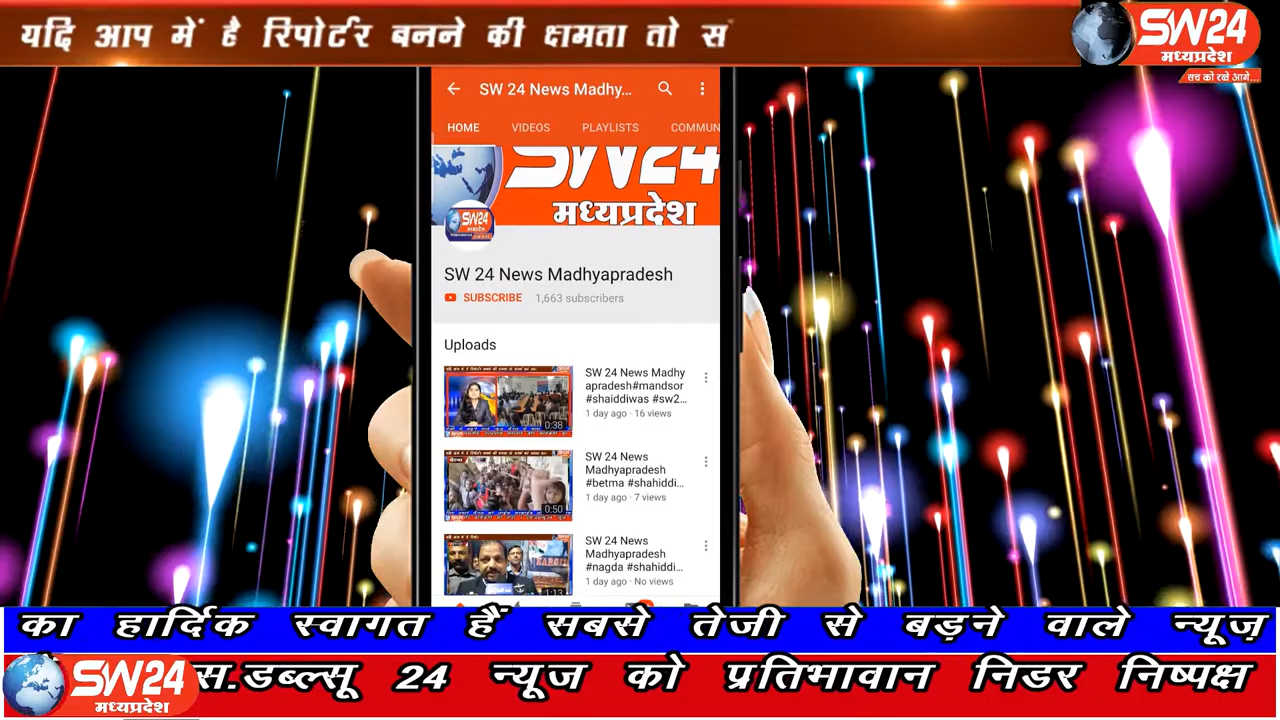 यदि आप में है रिपोर्टर बनने की क्षमता तो स
SW24
मध्यप्रदेश
सच को रखे आगे...
SW 24 News Madhy...
HOME VIDEOS PLAYLISTS COMMUN
SW24
मध्यप्रदेश
SW24
SW 24 News Madhyapradesh
SUBSCRIBE 1,663 subscribers
Uploads
SW 24 News Madhy
apradesh#mandsor
#shaiddiwas #sw2...
1 day ago · 16 views
0:38
SW 24 News
Madhyapradesh
#betma #shahiddi...
1 day ago · 7 views
0:50
SW 24 News
Madhyapradesh
#nagda #shahiddi...
1 day ago · No views
1:13
का हार्दिक स्वागत हैं सबसे तेजी से बड़ने वाले न्यूज़
स.डब्ल्सू 24 न्यूज को प्रतिभावान निडर निष्पक्ष
SW24
मध्यप्रदेश